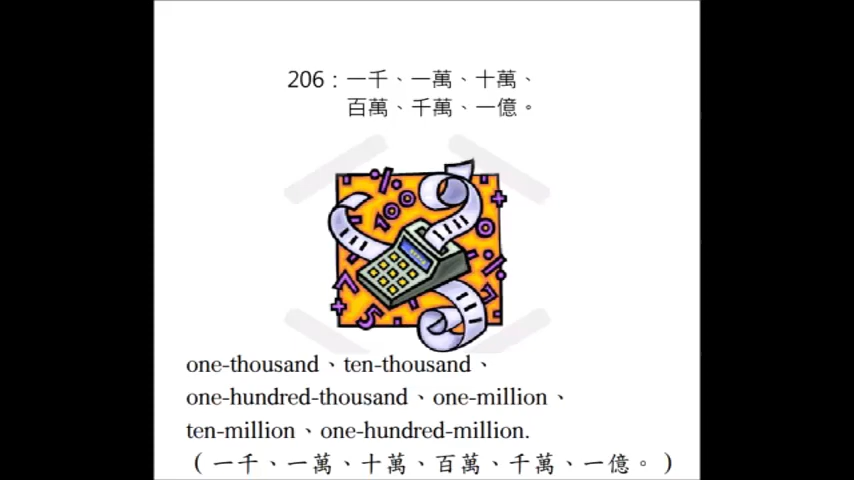 206：一千、一萬、十萬、
百萬、千萬、一億。
one-thousand、ten-thousand、
one-hundred-thousand、one-million、
ten-million、one-hundred-million.
（一千、一萬、十萬、百萬、千萬、一億。）